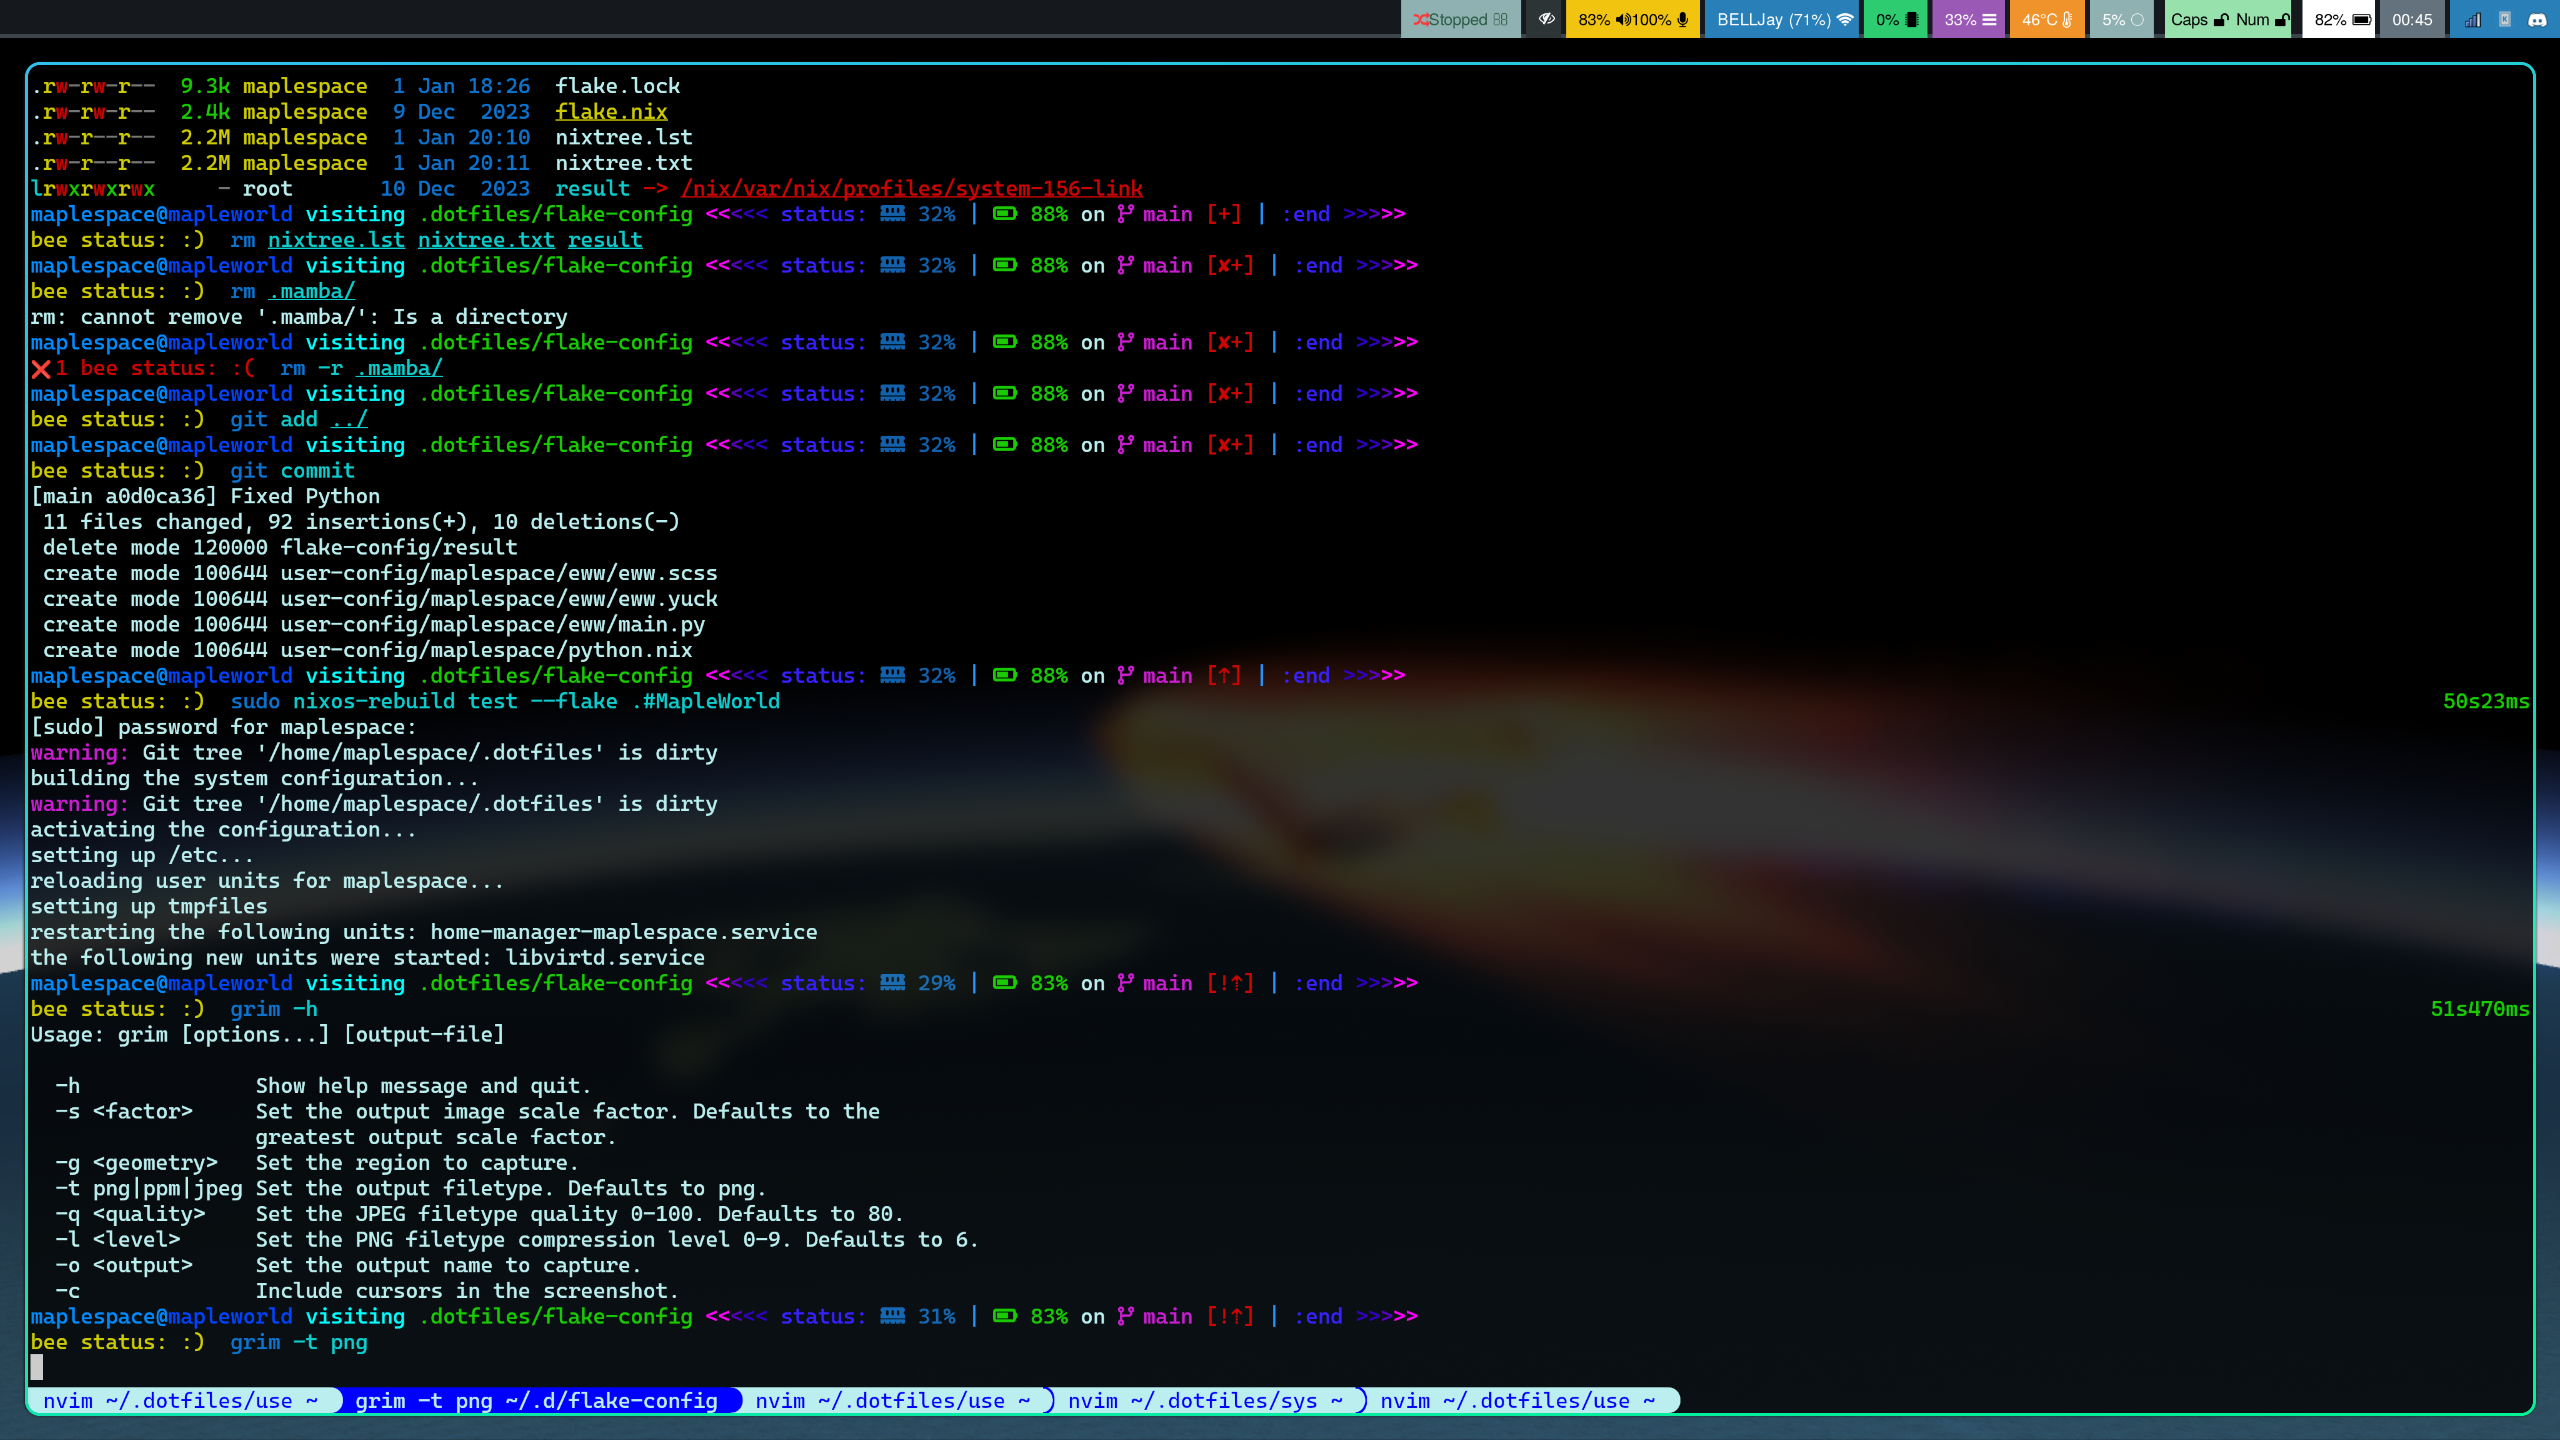 Stopped 83% 100% BELLJay (71%) 0% 33% 46°C 5% Caps Num 82% 00:45
.rw-rw-r-- 9.3k maplespace 1 Jan 18:26 flake.lock
.rw-rw-r-- 2.4k maplespace 9 Dec 2023 flake.nix
.rw-r--r-- 2.2M maplespace 1 Jan 20:10 nixtree.lst
.rw-r--r-- 2.2M maplespace 1 Jan 20:11 nixtree.txt
lrwxrwxrwx - root 10 Dec 2023 result -> /nix/var/nix/profiles/system-156-link
maplespace@mapleworld visiting .dotfiles/flake-config <<<<< status: 32% | 88% on main [+] | :end >>>>>
bee status: :) rm nixtree.lst nixtree.txt result
maplespace@mapleworld visiting .dotfiles/flake-config <<<<< status: 32% | 88% on main [✘+] | :end >>>>>
bee status: :) rm .mamba/
rm: cannot remove '.mamba/': Is a directory
maplespace@mapleworld visiting .dotfiles/flake-config <<<<< status: 32% | 88% on main [✘+] | :end >>>>>
❌1 bee status: :( rm -r .mamba/
maplespace@mapleworld visiting .dotfiles/flake-config <<<<< status: 32% | 88% on main [✘+] | :end >>>>>
bee status: :) git add ../
maplespace@mapleworld visiting .dotfiles/flake-config <<<<< status: 32% | 88% on main [✘+] | :end >>>>>
bee status: :) git commit
[main a0d0ca36] Fixed Python
11 files changed, 92 insertions(+), 10 deletions(-)
delete mode 120000 flake-config/result
create mode 100644 user-config/maplespace/eww/eww.scss
create mode 100644 user-config/maplespace/eww/eww.yuck
create mode 100644 user-config/maplespace/eww/main.py
create mode 100644 user-config/maplespace/python.nix
maplespace@mapleworld visiting .dotfiles/flake-config <<<<< status: 32% | 88% on main [⇡] | :end >>>>>
bee status: :) sudo nixos-rebuild test --flake .#MapleWorld 50s23ms
[sudo] password for maplespace:
warning: Git tree '/home/maplespace/.dotfiles' is dirty
building the system configuration...
warning: Git tree '/home/maplespace/.dotfiles' is dirty
activating the configuration...
setting up /etc...
reloading user units for maplespace...
setting up tmpfiles
restarting the following units: home-manager-maplespace.service
the following new units were started: libvirtd.service
maplespace@mapleworld visiting .dotfiles/flake-config <<<<< status: 29% | 83% on main [!⇡] | :end >>>>>
bee status: :) grim -h 51s470ms
Usage: grim [options...] [output-file]
-h Show help message and quit.
-s <factor> Set the output image scale factor. Defaults to the
greatest output scale factor.
-g <geometry> Set the region to capture.
-t png|ppm|jpeg Set the output filetype. Defaults to png.
-q <quality> Set the JPEG filetype quality 0-100. Defaults to 80.
-l <level> Set the PNG filetype compression level 0-9. Defaults to 6.
-o <output> Set the output name to capture.
-c Include cursors in the screenshot.
maplespace@mapleworld visiting .dotfiles/flake-config <<<<< status: 31% | 83% on main [!⇡] | :end >>>>>
bee status: :) grim -t png
nvim ~/.dotfiles/use ~ grim -t png ~/.d/flake-config nvim ~/.dotfiles/use ~ nvim ~/.dotfiles/sys ~ nvim ~/.dotfiles/use ~